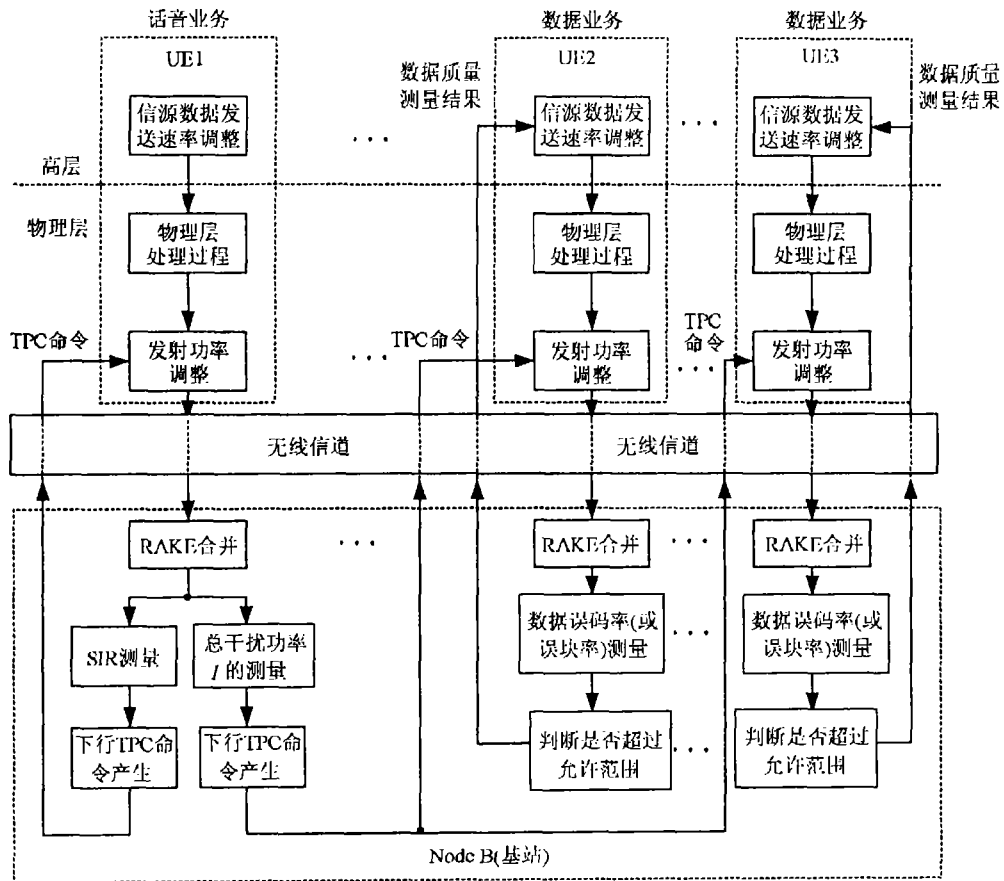 话音业务
数据业务
数据业务
UE1
UE2
UE3
数据质量
测量结果
数据质量
测量结果
信源数据发
送速率调整
. . .
信源数据发
送速率调整
. . .
信源数据发
送速率调整
高层
物理层
物理层
处理过程
物理层
处理过程
物理层
处理过程
TPC命令
发射功率
调整
. . .
TPC命令
发射功率
调整
TPC
命令
. . .
发射功率
调整
无线信道
无线信道
RAKE合并
. . .
RAKE合并
. . .
RAKE合并
SIR测量
总干扰功率
I 的测量
数据误码率(或
误块率)测量
. . .
数据误码率(或
误块率)测量
下行TPC命
令产生
下行TPC命
令产生
判断是否超过
允许范围
. . .
判断是否超过
允许范围
Node B(基站)